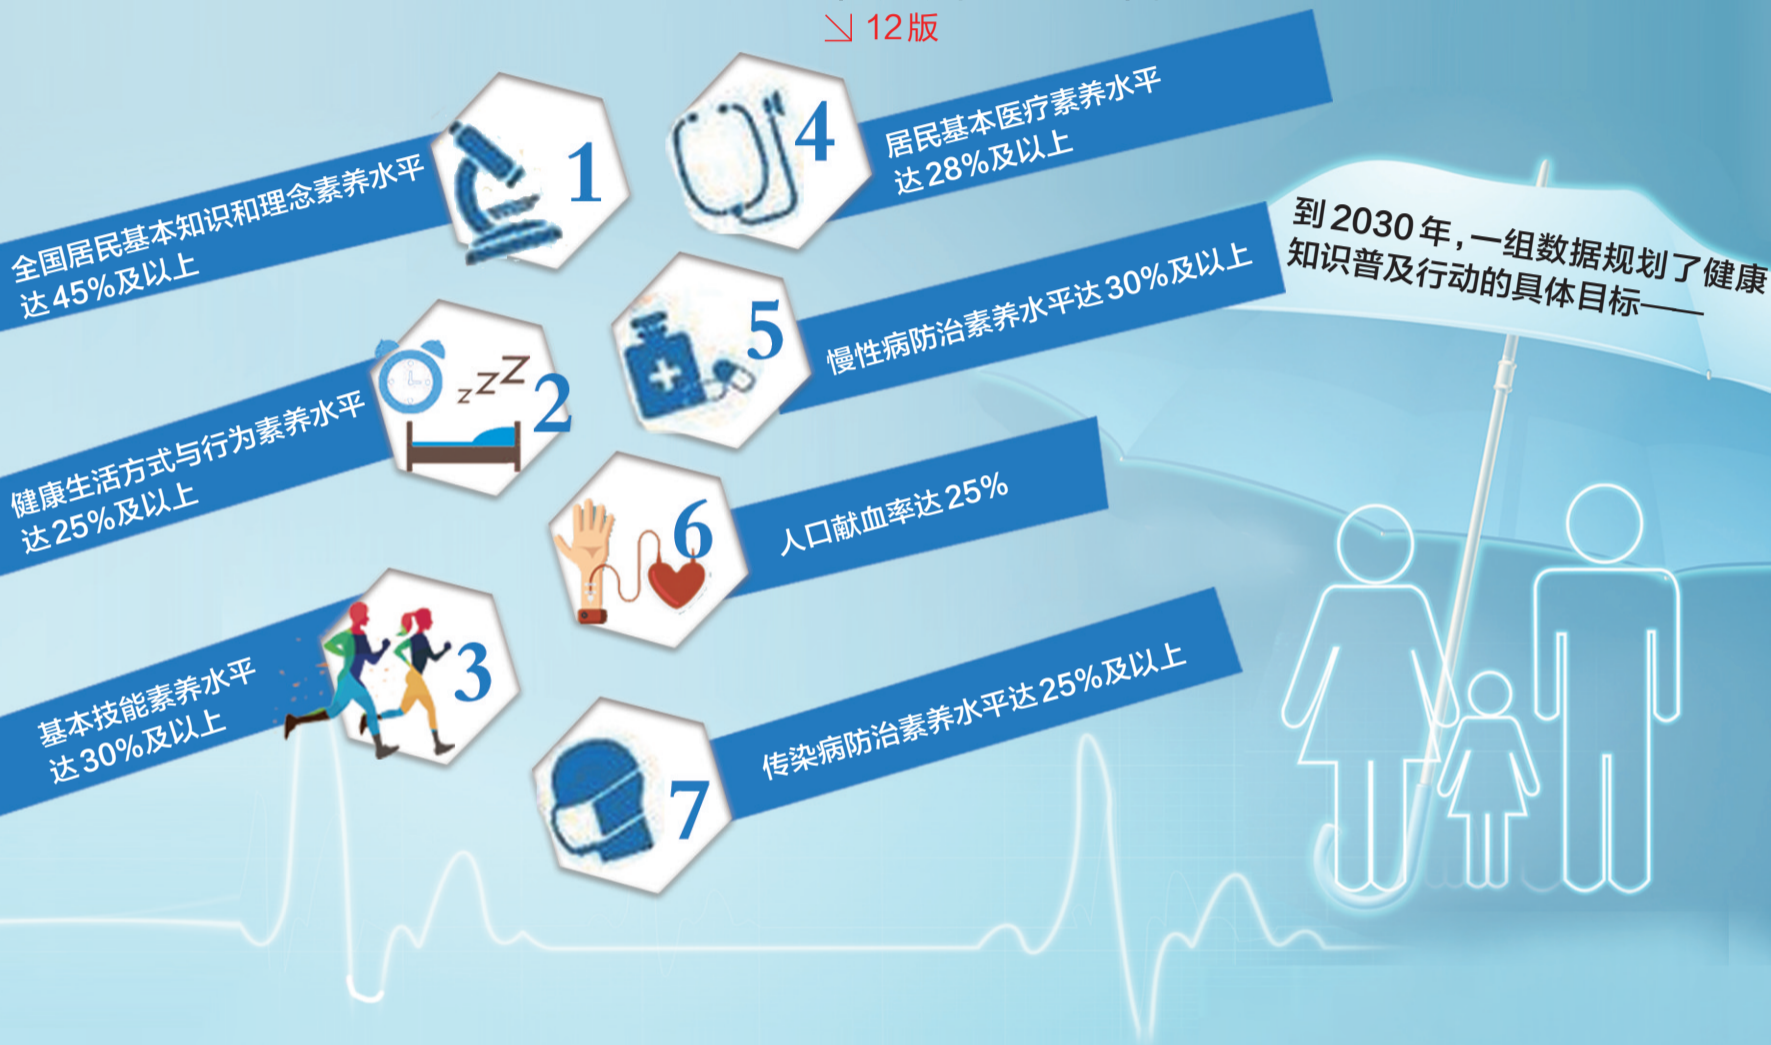 12版
到2030年，一组数据规划了健康
知识普及行动的具体目标——
1
全国居民基本知识和理念素养水平
达45%及以上
2
健康生活方式与行为素养水平
达25%及以上
3
基本技能素养水平
达30%及以上
4
居民基本医疗素养水平
达28%及以上
5
慢性病防治素养水平达30%及以上
6
人口献血率达25%
7
传染病防治素养水平达25%及以上
zzZ